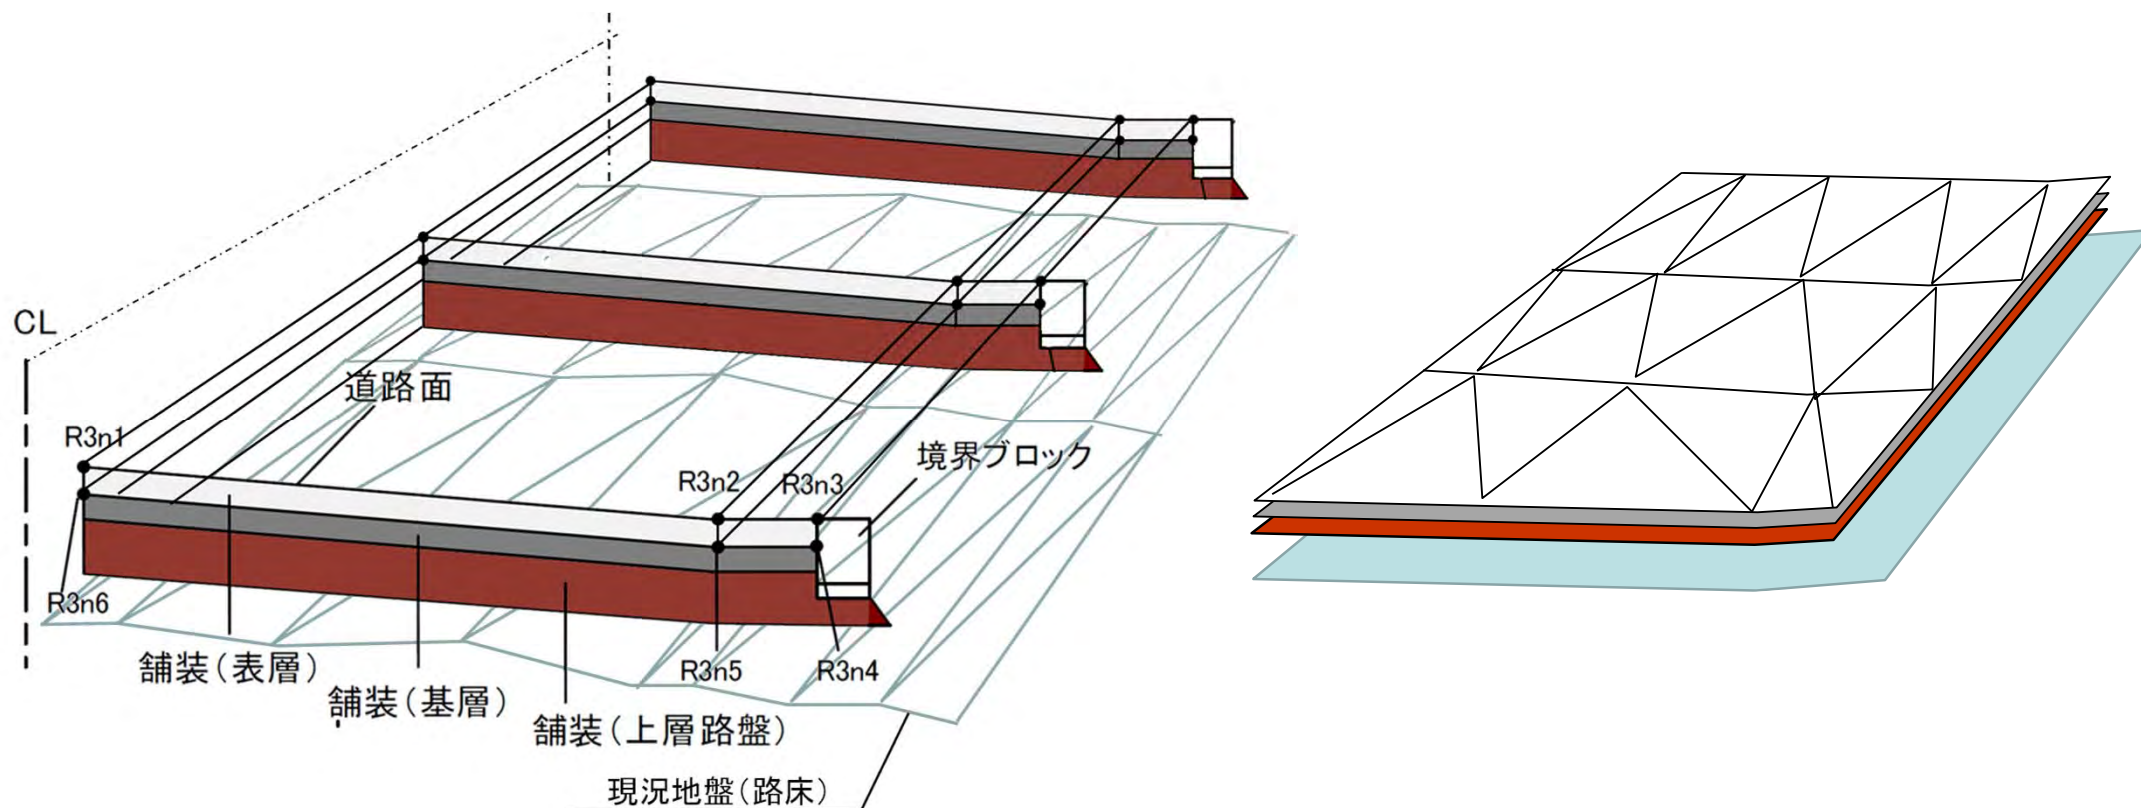 CL
道路面
R3n1
境界ブロック
R3n2
R3n3
R3n6
舗装(表層)
R3n5
R3n4
舗装(基層)
舗装(上層路盤)
現況地盤(路床)